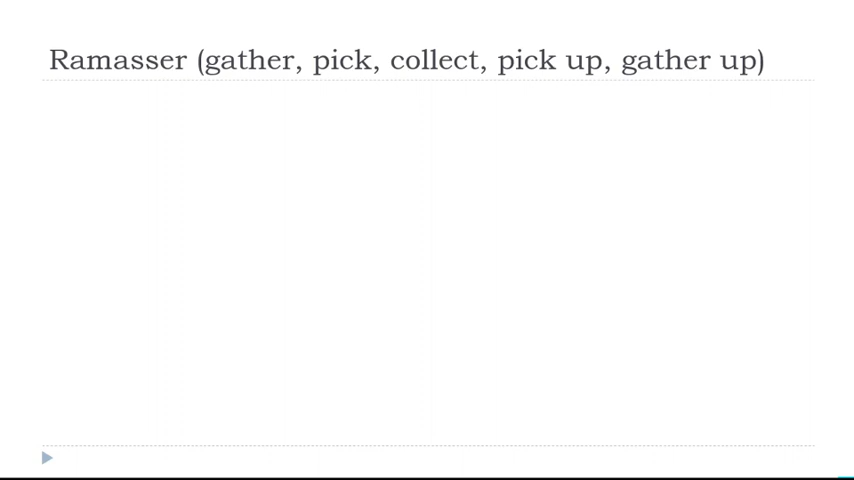 Ramasser (gather, pick, collect, pick up, gather up)